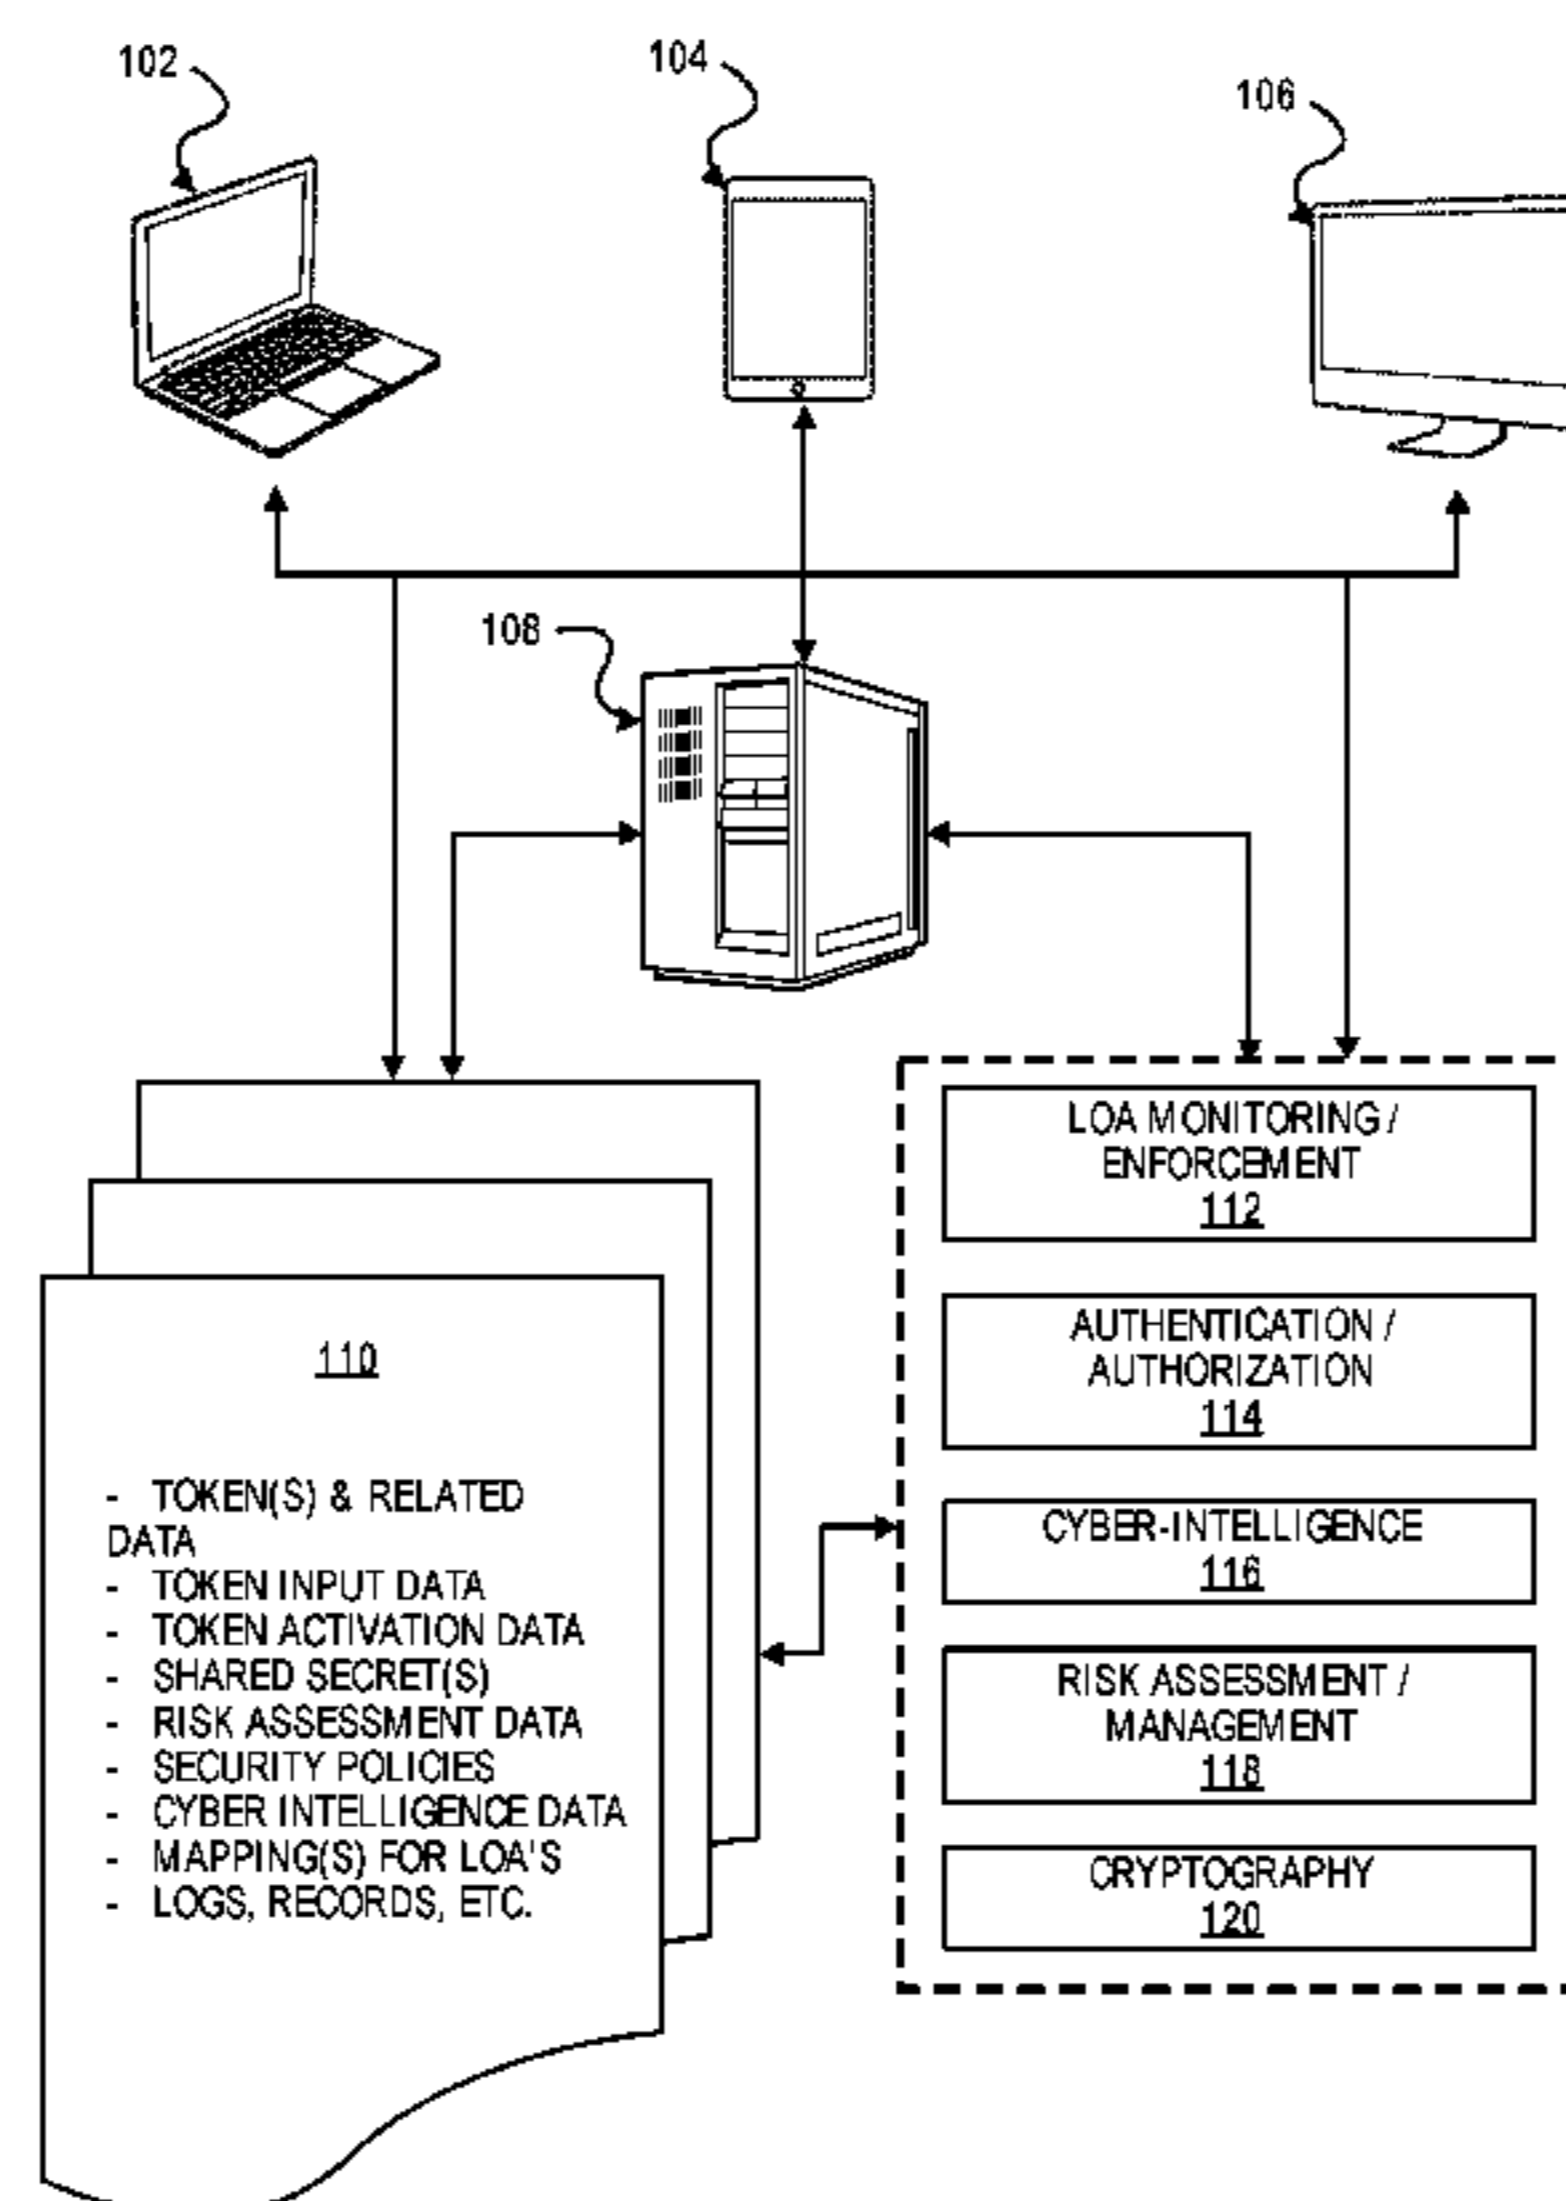 102
104
106
108
110
- TOKEN(S) & RELATED
DATA
- TOKEN INPUT DATA
- TOKEN ACTIVATION DATA
- SHARED SECRET(S)
- RISK ASSESSMENT DATA
- SECURITY POLICIES
- CYBER INTELLIGENCE DATA
- MAPPING(S) FOR LOA'S
- LOGS, RECORDS, ETC.
LOA MONITORING /
ENFORCEMENT
112
AUTHENTICATION /
AUTHORIZATION
114
CYBER-INTELLIGENCE
116
RISK ASSESSMENT /
MANAGEMENT
118
CRYPTOGRAPHY
120